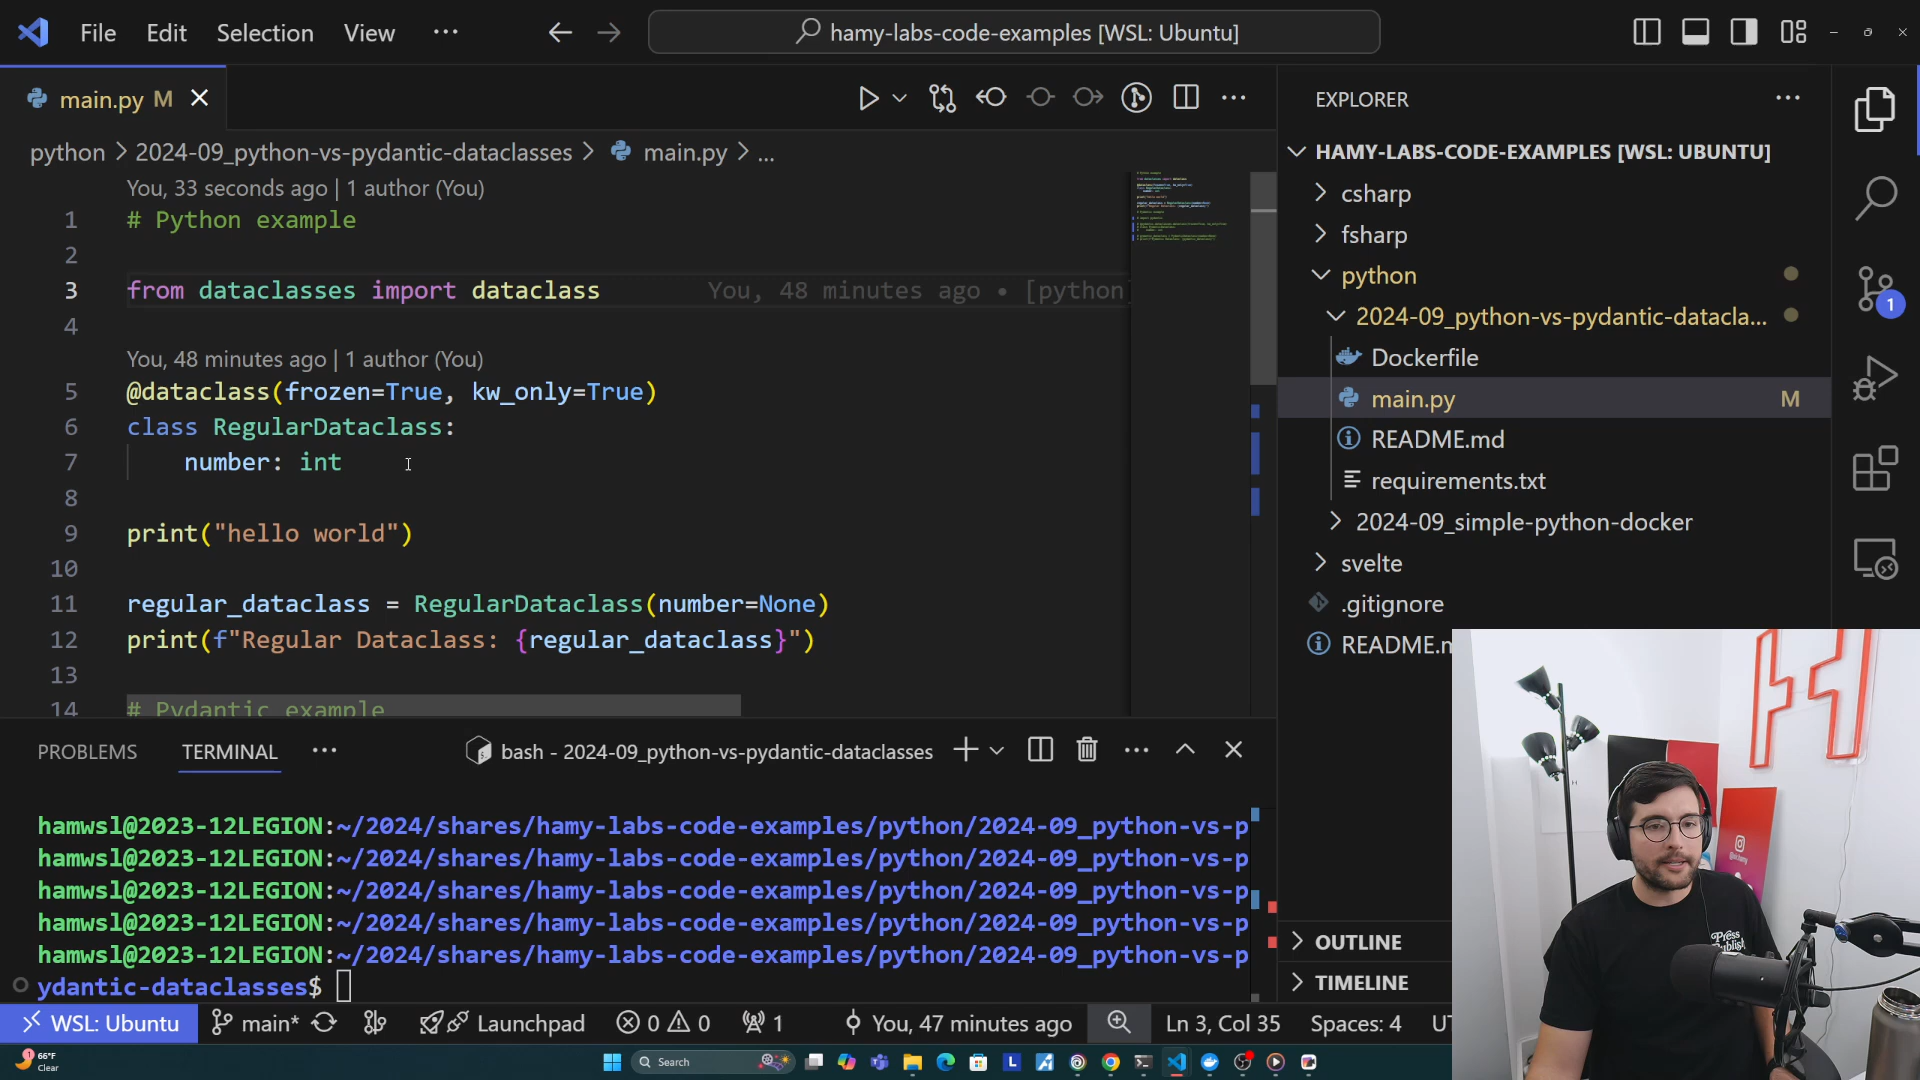 File Edit Selection View ...
hamy-labs-code-examples [WSL: Ubuntu]
main.py M
python > 2024-09_python-vs-pydantic-dataclasses > main.py > ...
You, 33 seconds ago | 1 author (You)
1 # Python example
2
3 from dataclasses import dataclass You, 48 minutes ago • [python]
4
You, 48 minutes ago | 1 author (You)
5 @dataclass(frozen=True, kw_only=True)
6 class RegularDataclass:
7 number: int
8
9 print("hello world")
10
11 regular_dataclass = RegularDataclass(number=None)
12 print(f"Regular Dataclass: {regular_dataclass}")
13
14 # Pydantic example
EXPLORER
HAMY-LABS-CODE-EXAMPLES [WSL: UBUNTU]
csharp
fsharp
python
2024-09_python-vs-pydantic-datacla...
Dockerfile
main.py M
README.md
requirements.txt
2024-09_simple-python-docker
svelte
.gitignore
README.m
OUTLINE
TIMELINE
1
PROBLEMS TERMINAL ... bash - 2024-09_python-vs-pydantic-dataclasses
hamwsl@2023-12LEGION:~/2024/shares/hamy-labs-code-examples/python/2024-09_python-vs-p
hamwsl@2023-12LEGION:~/2024/shares/hamy-labs-code-examples/python/2024-09_python-vs-p
hamwsl@2023-12LEGION:~/2024/shares/hamy-labs-code-examples/python/2024-09_python-vs-p
hamwsl@2023-12LEGION:~/2024/shares/hamy-labs-code-examples/python/2024-09_python-vs-p
hamwsl@2023-12LEGION:~/2024/shares/hamy-labs-code-examples/python/2024-09_python-vs-p
ydantic-dataclasses$
Press
Publish
WSL: Ubuntu main* Launchpad 0 0 1 You, 47 minutes ago Ln 3, Col 35 Spaces: 4 UT
1 66°F
Clear
Search